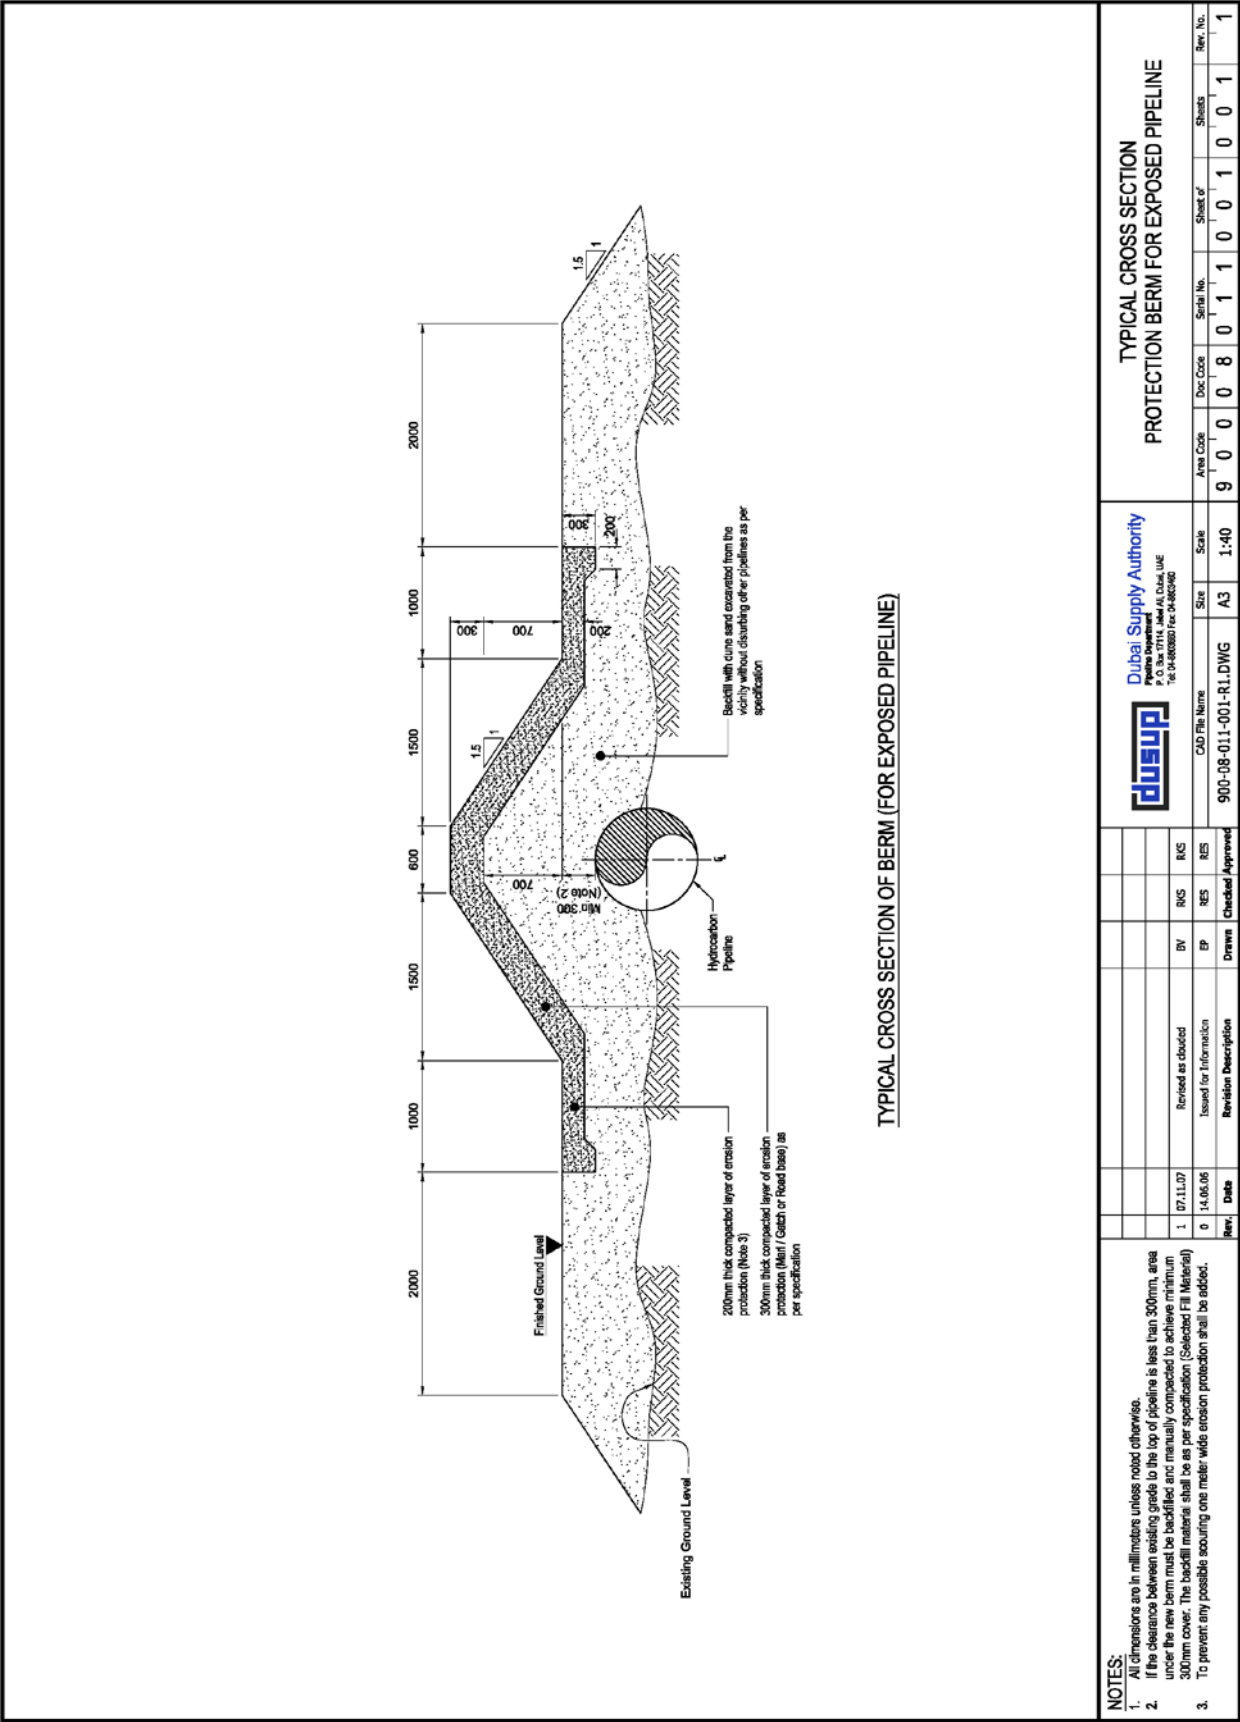 2000
1000
1500
600
1500
1000
2000
300
700
200
300
200
700
Min 300
(Note 2)
1.5
1
1.5
1
Finished Ground Level
Existing Ground Level
200mm thick compacted layer of erosion
protection (Note 3)
300mm thick compacted layer of erosion
protection (Marl / Gatch or Road base) as
per specification
Hydrocarbon
Pipeline
℄
Backfill with dune sand excavated from the
vicinity without disturbing other pipelines as per
specification
TYPICAL CROSS SECTION OF BERM (FOR EXPOSED PIPELINE)
NOTES:
1. All dimensions are in millimeters unless noted otherwise.
2. If the clearance between existing grade to the top of pipeline is less than 300mm, area
under the new berm must be backfilled and manually compacted to achieve minimum
300mm cover. The backfill material shall be as per specification (Selected Fill Material)
3. To prevent any possible scouring one meter wide erosion protection shall be added.
1 07.11.07 Revised as clouded BV RKS RKS
0 14.06.06 Issued for Information EP RES RES
Rev. Date Revision Description Drawn Checked Approved
dusup
Dubai Supply Authority
Pipeline Department
P. O. Box 17114, Jebel Ali, Dubai, UAE
CAD File Name Size Scale
900-08-011-001-R1.DWG A3 1:40
TYPICAL CROSS SECTION
PROTECTION BERM FOR EXPOSED PIPELINE
Area Code Doc Code Serial No. Sheet of Sheets Rev. No.
9 0 0 0 8 0 1 1 0 0 1 0 0 1 1